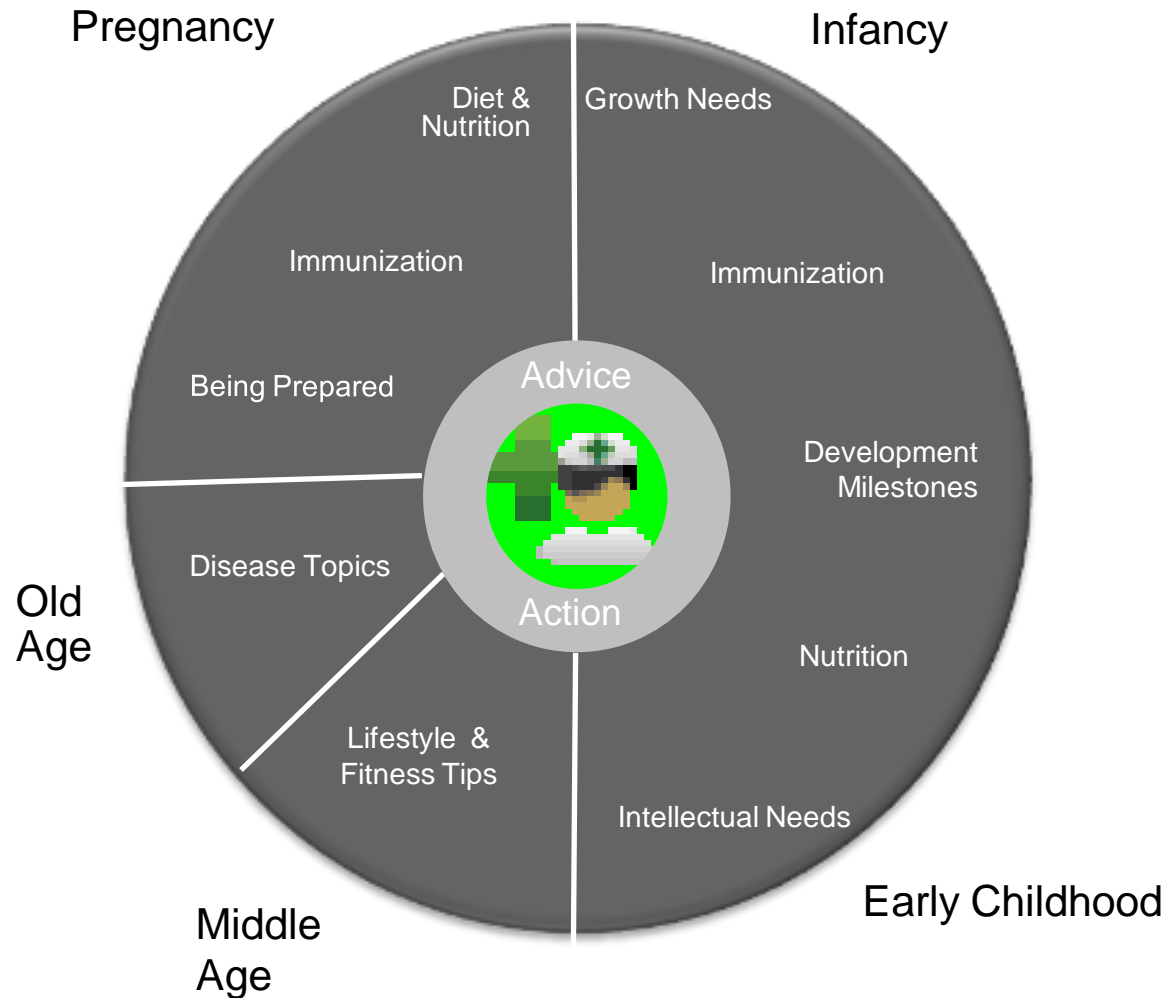 Pregnancy
Infancy
Diet &
Nutrition
Growth Needs
Immunization
Immunization
Being Prepared
Advice
Development
Milestones
Disease Topics
Old
Age
Action
Nutrition
Lifestyle &
Fitness Tips
Intellectual Needs
Early Childhood
Middle
Age